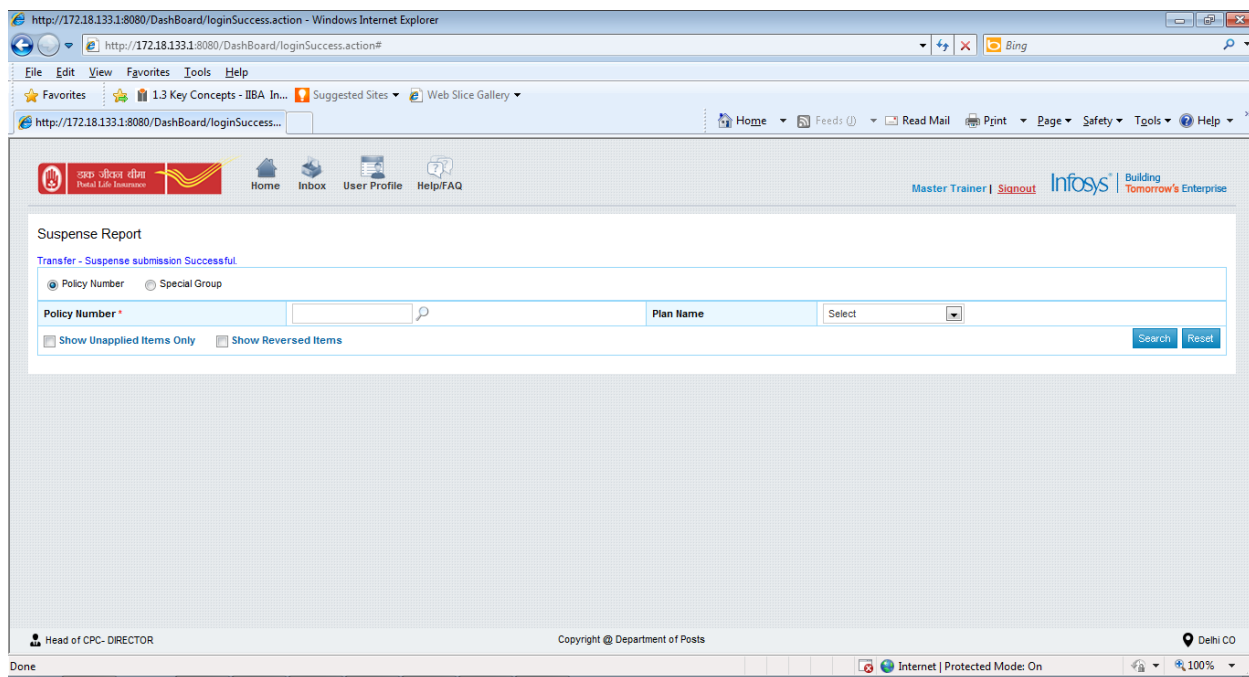 http://172.18.133.1:8080/DashBoard/loginSuccess.action - Windows Internet Explorer
http://172.18.133.1:8080/DashBoard/loginSuccess.action# Bing
File Edit View Favorites Tools Help
Favorites 1.3 Key Concepts - IIBA In... Suggested Sites Web Slice Gallery
http://172.18.133.1:8080/DashBoard/loginSuccess... Home Feeds (J) Read Mail Print Page Safety Tools Help »
डाक जीवन बीमा
Postal Life Insurance
Home Inbox User Profile Help/FAQ
Master Trainer | Signout Infosys® | Building Tomorrow's Enterprise
Suspense Report
Transfer - Suspense submission Successful.
Policy Number Special Group
Policy Number * Plan Name Select
Show Unapplied Items Only Show Reversed Items Search Reset
Head of CPC- DIRECTOR Copyright @ Department of Posts Delhi CO
Done Internet | Protected Mode: On 100%